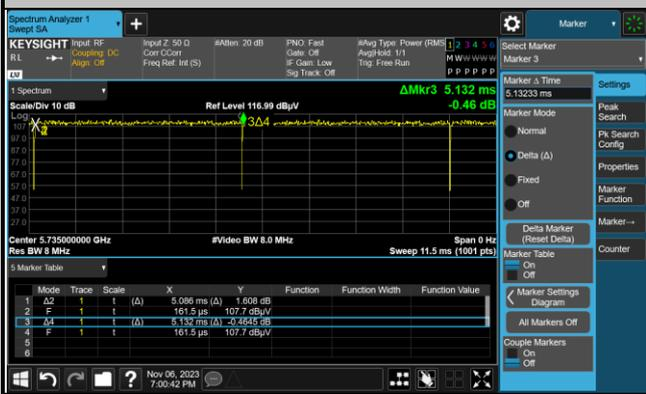 Spectrum Analyzer 1
Swept SA
+
Marker
KEYSIGHT Input: RF Input Z: 50 Ω #Atten: 20 dB PNO: Fast #Avg Type: Power (RMS 1 2 3 4 5 6
RL Coupling: DC Corr CCorr Gate: Off Avg|Hold: 1/1 M W W W W W
Align: Off Freq Ref: Int (S) IF Gain: Low Trig: Free Run
Sig Track: Off P P P P P P
LXI
1 Spectrum
ΔMkr3 5.132 ms
Scale/Div 10 dB Ref Level 116.99 dBµV -0.46 dB
Log
107
97.0
87.0
77.0
67.0
57.0
47.0
37.0
27.0
3Δ4
Center 5.735000000 GHz #Video BW 8.0 MHz Span 0 Hz
Res BW 8 MHz Sweep 11.5 ms (1001 pts)
5 Marker Table
Mode Trace Scale X Y Function Function Width Function Value
1 Δ2 1 t (Δ) 5.086 ms (Δ) 1.608 dB
2 F 1 t 161.5 µs 107.7 dBµV
3 Δ4 1 t (Δ) 5.132 ms (Δ) -0.4645 dB
4 F 1 t 161.5 µs 107.7 dBµV
5
6
Nov 06, 2023
7:00:42 PM
Select Marker
Marker 3
Marker Δ Time
5.13233 ms
Marker Mode
Normal
Delta (Δ)
Fixed
Off
Delta Marker
(Reset Delta)
Marker Table
On
Off
Marker Settings
Diagram
All Markers Off
Couple Markers
On
Off
Settings
Peak
Search
Pk Search
Config
Properties
Marker
Function
Marker→
Counter